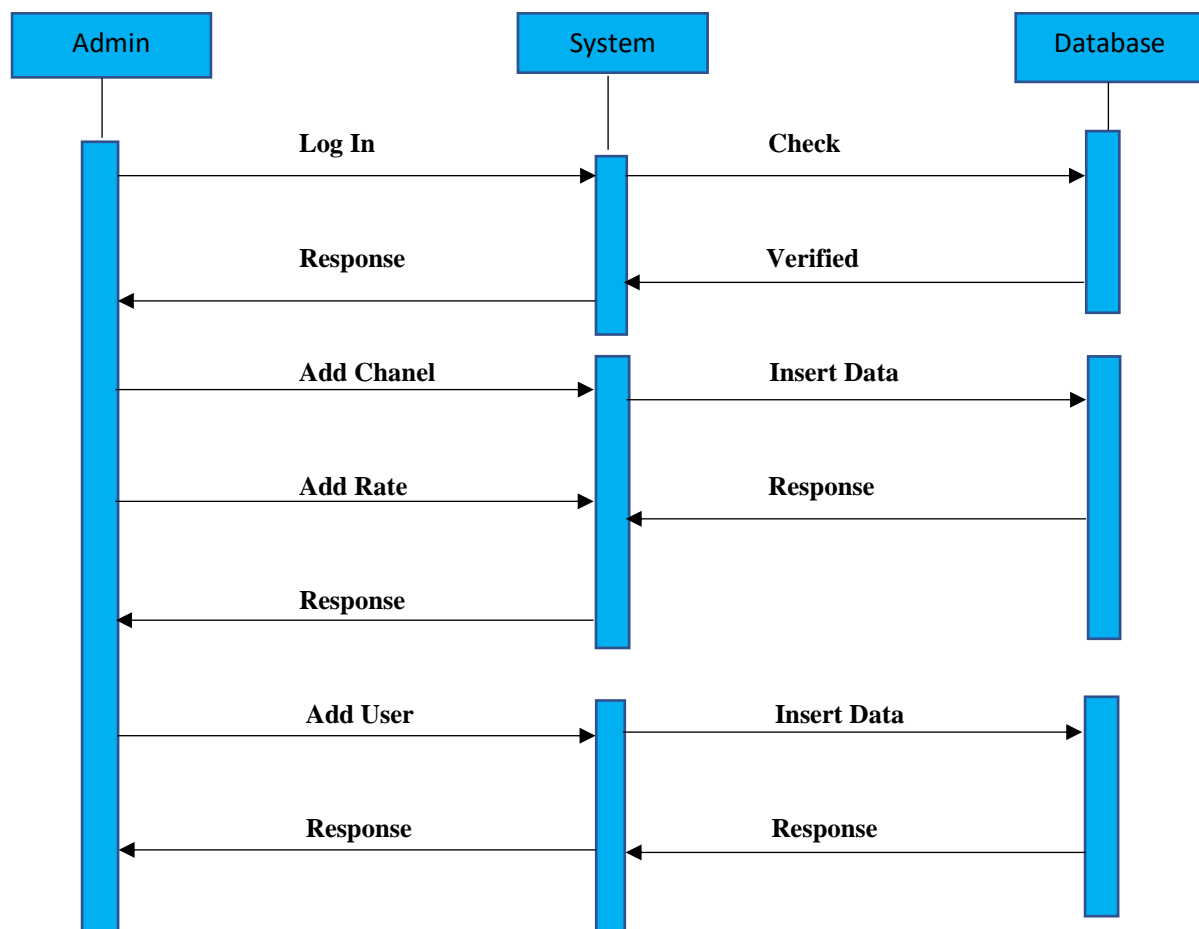 Admin
System
Database
Log In
Check
Response
Verified
Add Chanel
Insert Data
Add Rate
Response
Response
Add User
Insert Data
Response
Response